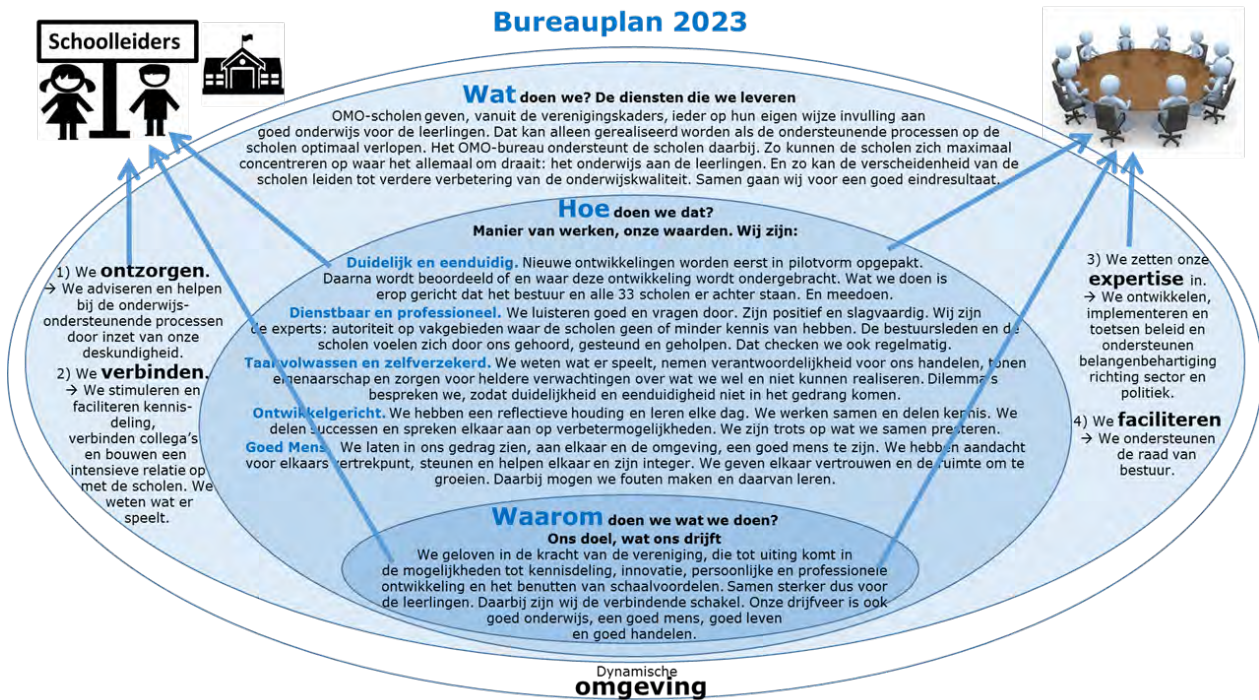 Bureauplan 2023
Schoolleiders
Wat doen we? De diensten die we leveren
OMO-scholen geven, vanuit de verenigingskaders, ieder op hun eigen wijze invulling aan
goed onderwijs voor de leerlingen. Dat kan alleen gerealiseerd worden als de ondersteunende processen op de
scholen optimaal verlopen. Het OMO-bureau ondersteunt de scholen daarbij. Zo kunnen de scholen zich maximaal
concentreren op waar het allemaal om draait: het onderwijs aan de leerlingen. En zo kan de verscheidenheid van de
scholen leiden tot verdere verbetering van de onderwijskwaliteit. Samen gaan wij voor een goed eindresultaat.
Hoe doen we dat?
Manier van werken, onze waarden. Wij zijn:
Duidelijk en eenduidig. Nieuwe ontwikkelingen worden eerst in pilotvorm opgepakt.
Daarna wordt beoordeeld of en waar deze ontwikkeling wordt ondergebracht. Wat we doen is
erop gericht dat het bestuur en alle 33 scholen er achter staan. En meedoen.
Dienstbaar en professioneel. We luisteren goed en vragen door. Zijn positief en slagvaardig. Wij zijn
de experts: autoriteit op vakgebieden waar de scholen geen of minder kennis van hebben. De bestuursleden en de
scholen voelen zich door ons gehoord, gesteund en geholpen. Dat checken we ook regelmatig.
Taakvolwassen en zelfverzekerd. We weten wat er speelt, nemen verantwoordelijkheid voor ons handelen, tonen
eigenaarschap en zorgen voor heldere verwachtingen over wat we wel en niet kunnen realiseren. Dilemma's
bespreken we, zodat duidelijkheid en eenduidigheid niet in het gedrang komen.
Ontwikkelgericht. We hebben een reflectieve houding en leren elke dag. We werken samen en delen kennis. We
delen successen en spreken elkaar aan op verbetermogelijkheden. We zijn trots op wat we samen presteren.
Goed Mens. We laten in ons gedrag zien, aan elkaar en de omgeving, een goed mens te zijn. We hebben aandacht
voor elkaars vertrekpunt, steunen en helpen elkaar en zijn integer. We geven elkaar vertrouwen en de ruimte om te
groeien. Daarbij mogen we fouten maken en daarvan leren.
Waarom doen we wat we doen?
Ons doel, wat ons drijft
We geloven in de kracht van de vereniging, die tot uiting komt in
de mogelijkheden tot kennisdeling, innovatie, persoonlijke en professionele
ontwikkeling en het benutten van schaalvoordelen. Samen sterker dus voor
de leerlingen. Daarbij zijn wij de verbindende schakel. Onze drijfveer is ook
goed onderwijs, een goed mens, goed leven
en goed handelen.
1) We ontzorgen.
→ We adviseren en helpen
bij de onderwijs-
ondersteunende processen
door inzet van onze
deskundigheid.
2) We verbinden.
→ We stimuleren en
faciliteren kennis-
deling,
verbinden collega's
en bouwen een
intensieve relatie op
met de scholen. We
weten wat er
speelt.
3) We zetten onze
expertise in.
→ We ontwikkelen,
implementeren en
toetsen beleid en
ondersteunen
belangenbehartiging
richting sector en
politiek.
4) We faciliteren
→ We ondersteunen
de raad van
bestuur.
Dynamische
omgeving